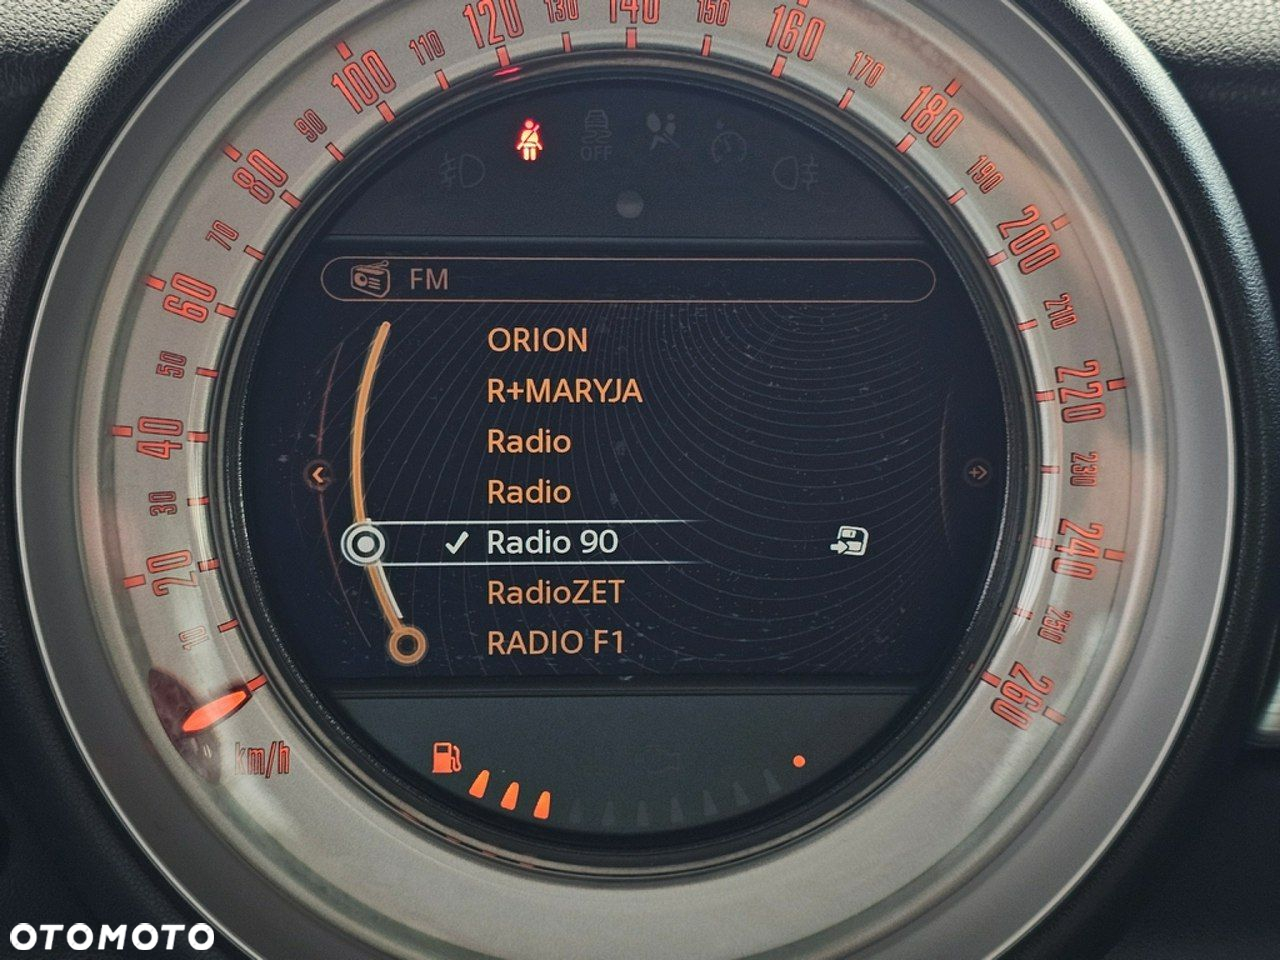 10
20
30
40
50
60
70
80
90
100
110
120
130
140
150
160
170
180
190
200
210
220
230
240
250
260
km/h
OFF
FM
ORION
R+MARYJA
Radio
Radio
Radio 90
RadioZET
RADIO F1
OTOMOTO